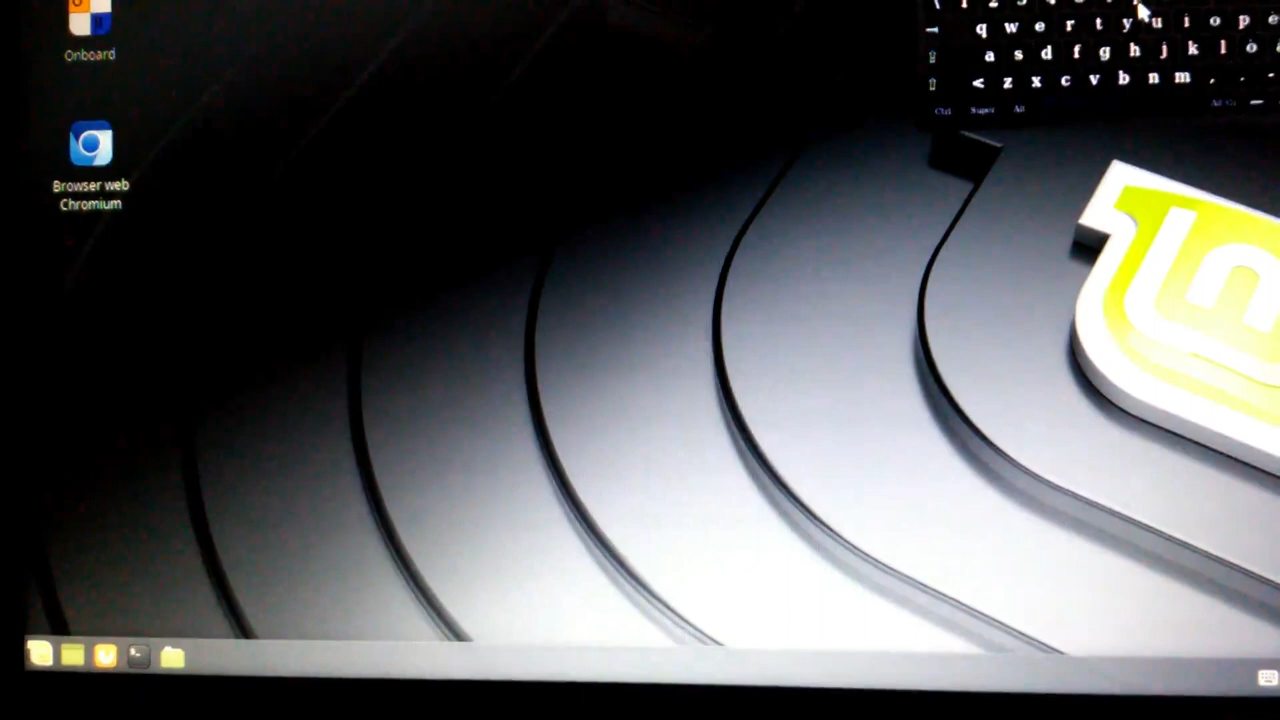 Onboard
Browser web
Chromium
q w e r t y u i o p è
a s d f g h j k l ò
< z x c v b n m , . -
Ctrl Super Alt